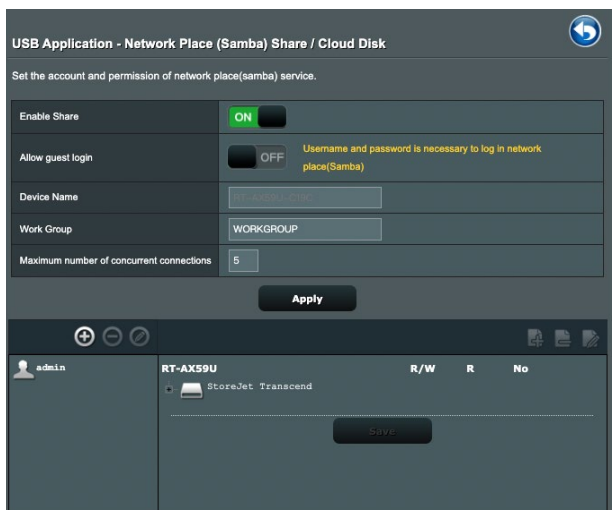 USB Application - Network Place (Samba) Share / Cloud Disk
Set the account and permission of network place(samba) service.
Enable Share
ON
Allow guest login
OFF
Username and password is necessary to log in network
place(Samba)
Device Name
Work Group
WORKGROUP
Maximum number of concurrent connections
5
Apply
admin
RT-AX59U R/W R No
StoreJet Transcend
Save